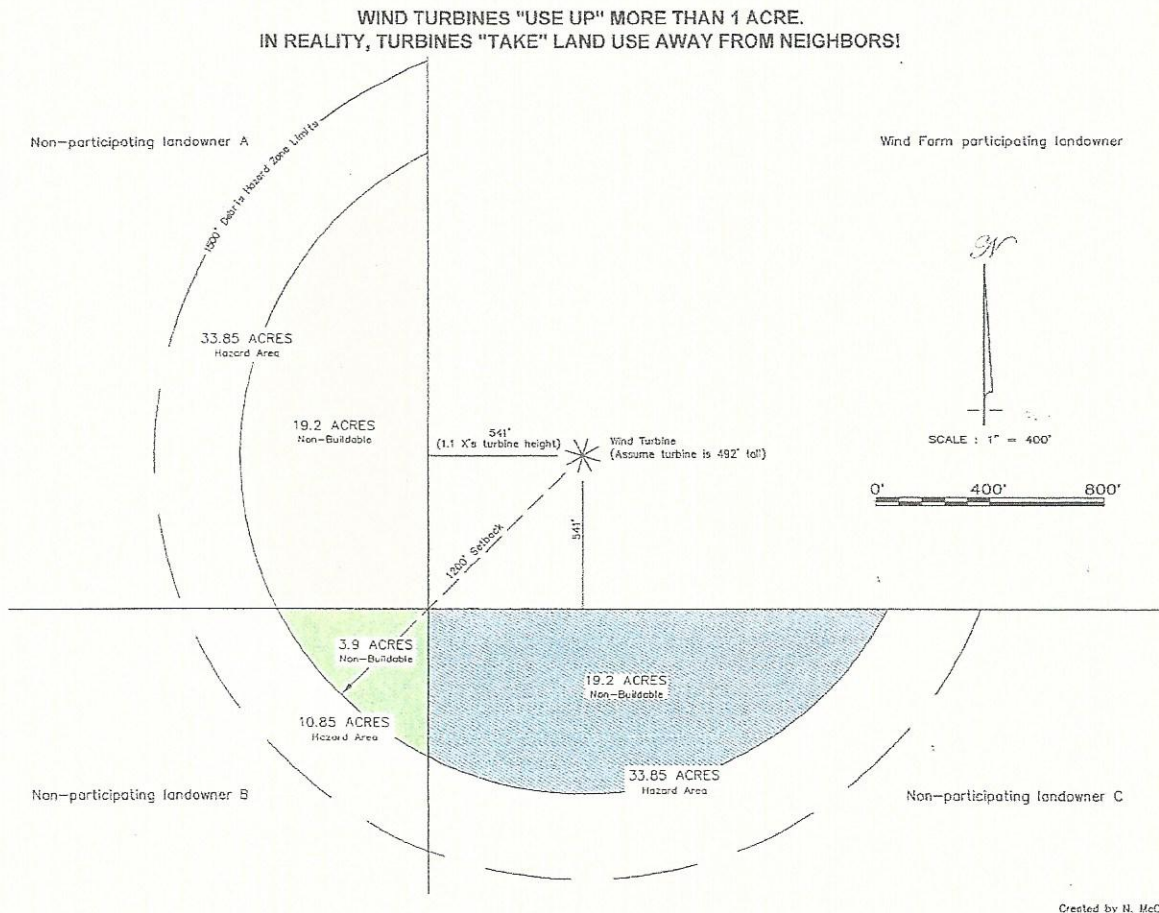 WIND TURBINES "USE UP" MORE THAN 1 ACRE.
IN REALITY, TURBINES "TAKE" LAND USE AWAY FROM NEIGHBORS!
Non-participating landowner A
Wind Farm participating landowner
1500' Debris Hazard Zone Limits
N
33.85 ACRES
Hazard Area
19.2 ACRES
Non-Buildable
541'
(1.1 X's turbine height)
Wind Turbine
(Assume turbine is 492' tall)
SCALE : 1" = 400'
0' 400' 800'
1200' Setback
541'
3.9 ACRES
Non-Buildable
19.2 ACRES
Non-Buildable
10.85 ACRES
Hazard Area
33.85 ACRES
Hazard Area
Non-participating landowner B
Non-participating landowner C
Created by N. McC